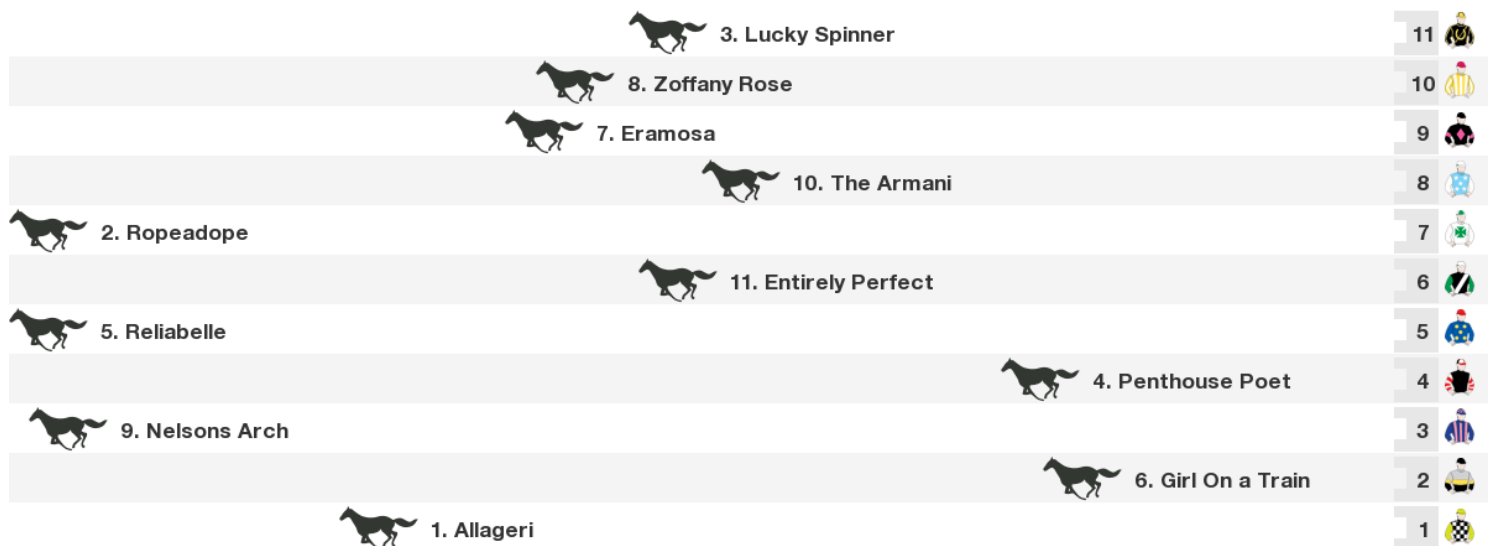 3. Lucky Spinner 11
8. Zoffany Rose 10
7. Eramosa 9
10. The Armani 8
2. Ropeadope 7
11. Entirely Perfect 6
5. Reliabelle 5
4. Penthouse Poet 4
9. Nelsons Arch 3
6. Girl On a Train 2
1. Allageri 1